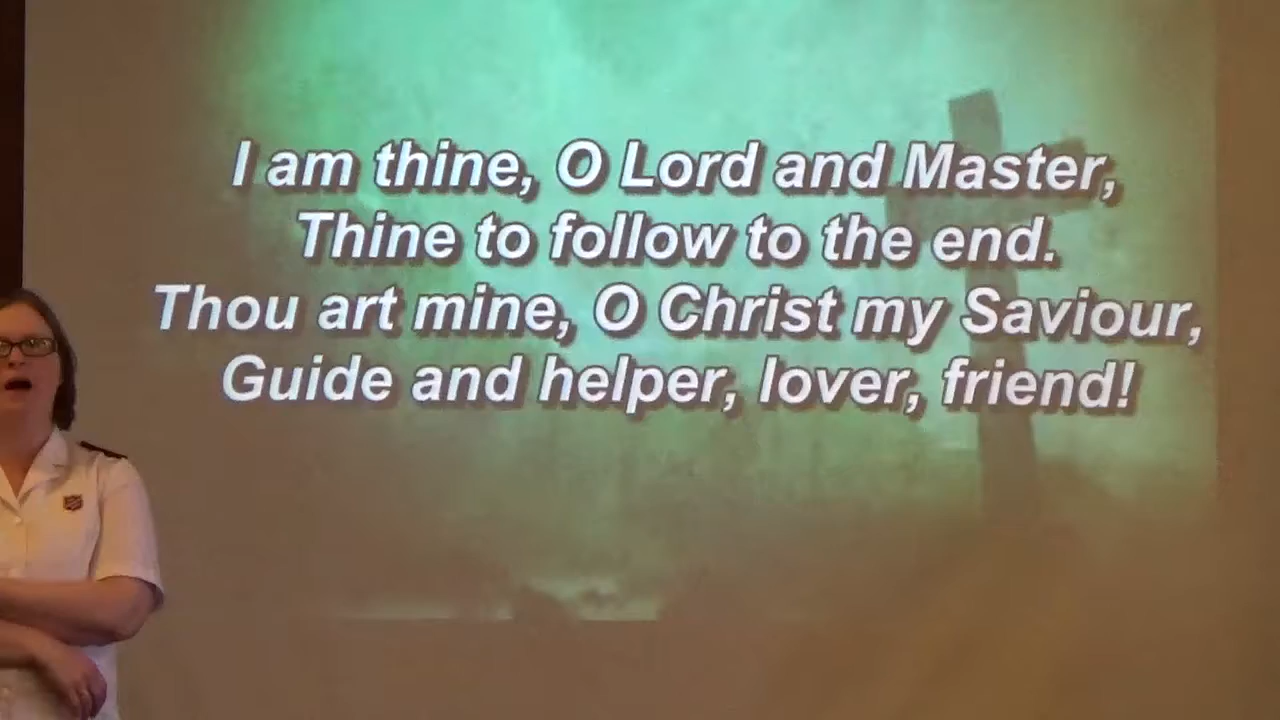 I am thine, O Lord and Master,
Thine to follow to the end.
Thou art mine, O Christ my Saviour,
Guide and helper, lover, friend!